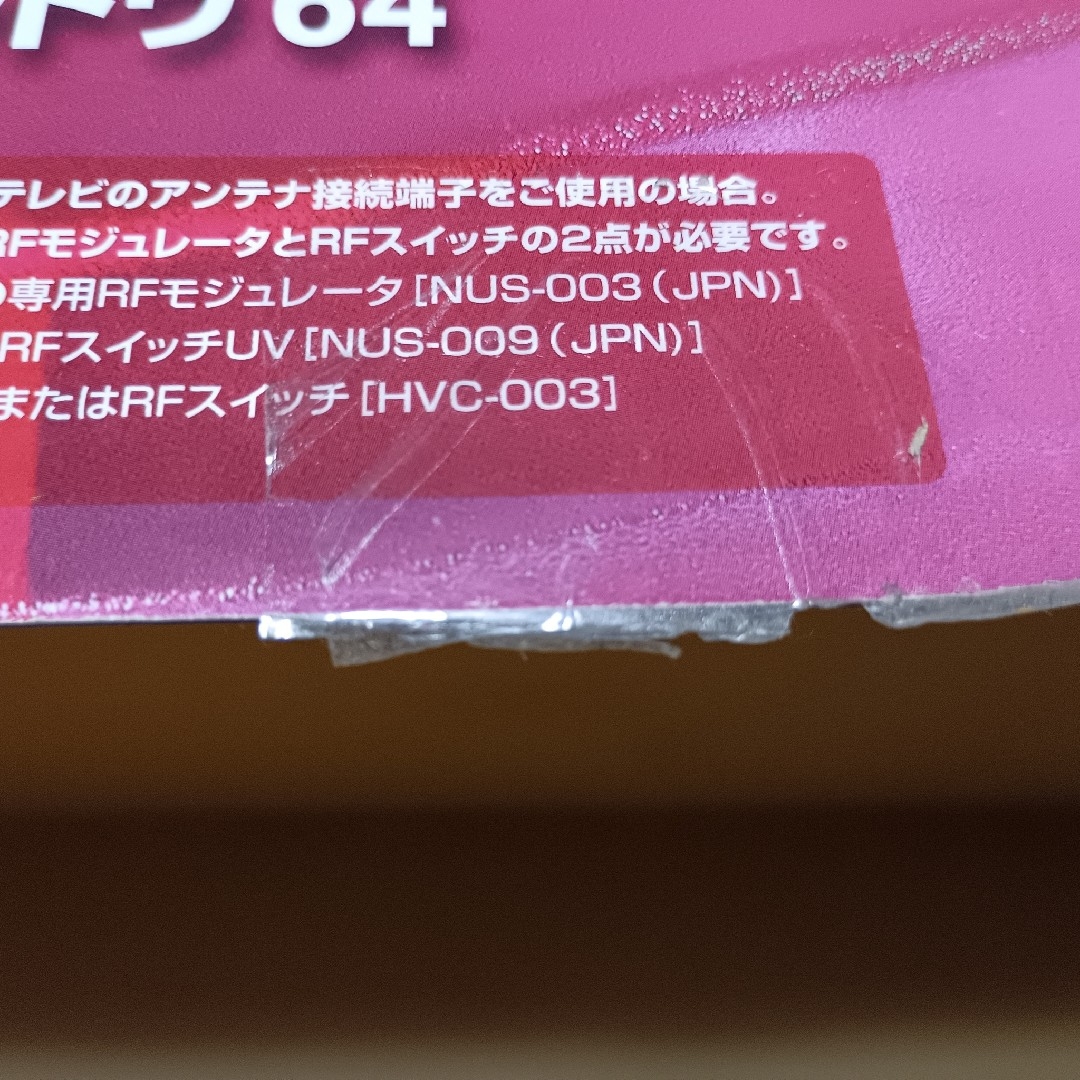 ドウ64
テレビのアンテナ接続端子をご使用の場合。
RFモジュレータとRFスイッチの2点が必要です。
専用RFモジュレータ[NUS-003(JPN)]
RFスイッチUV[NUS-009(JPN)]
またはRFスイッチ[HVC-003]